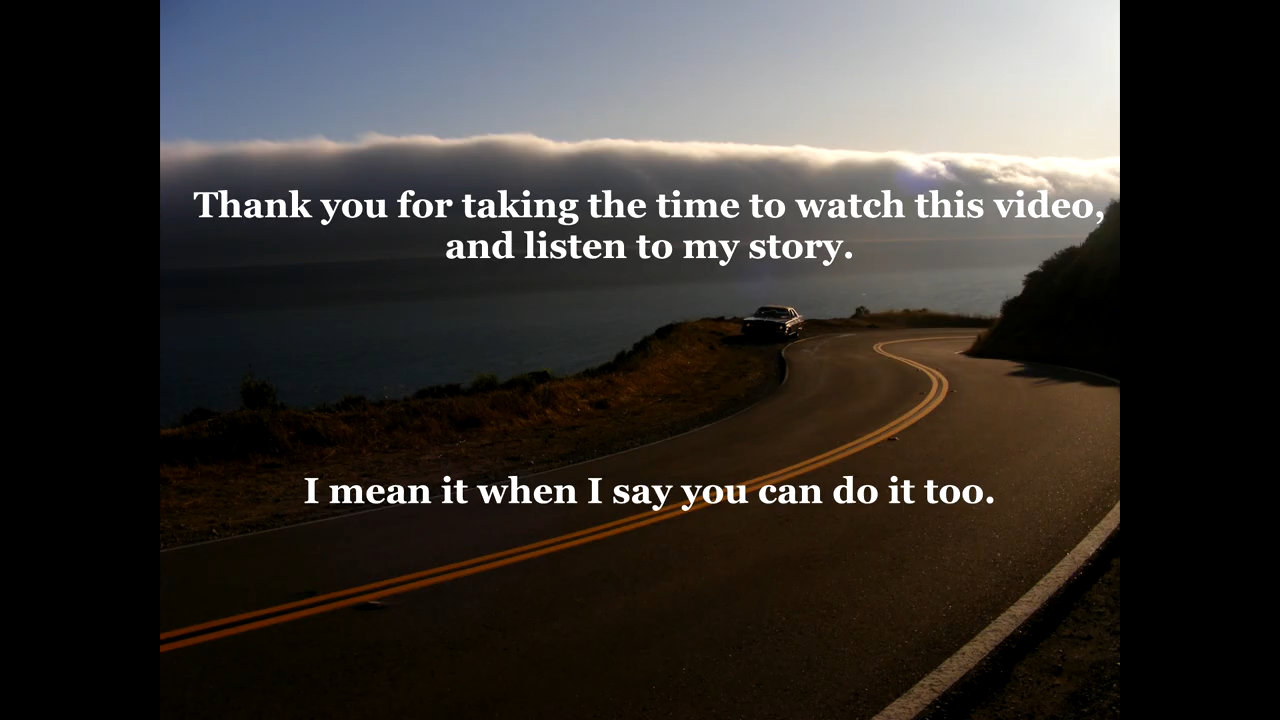 Thank you for taking the time to watch this video,
and listen to my story.
I mean it when I say you can do it too.